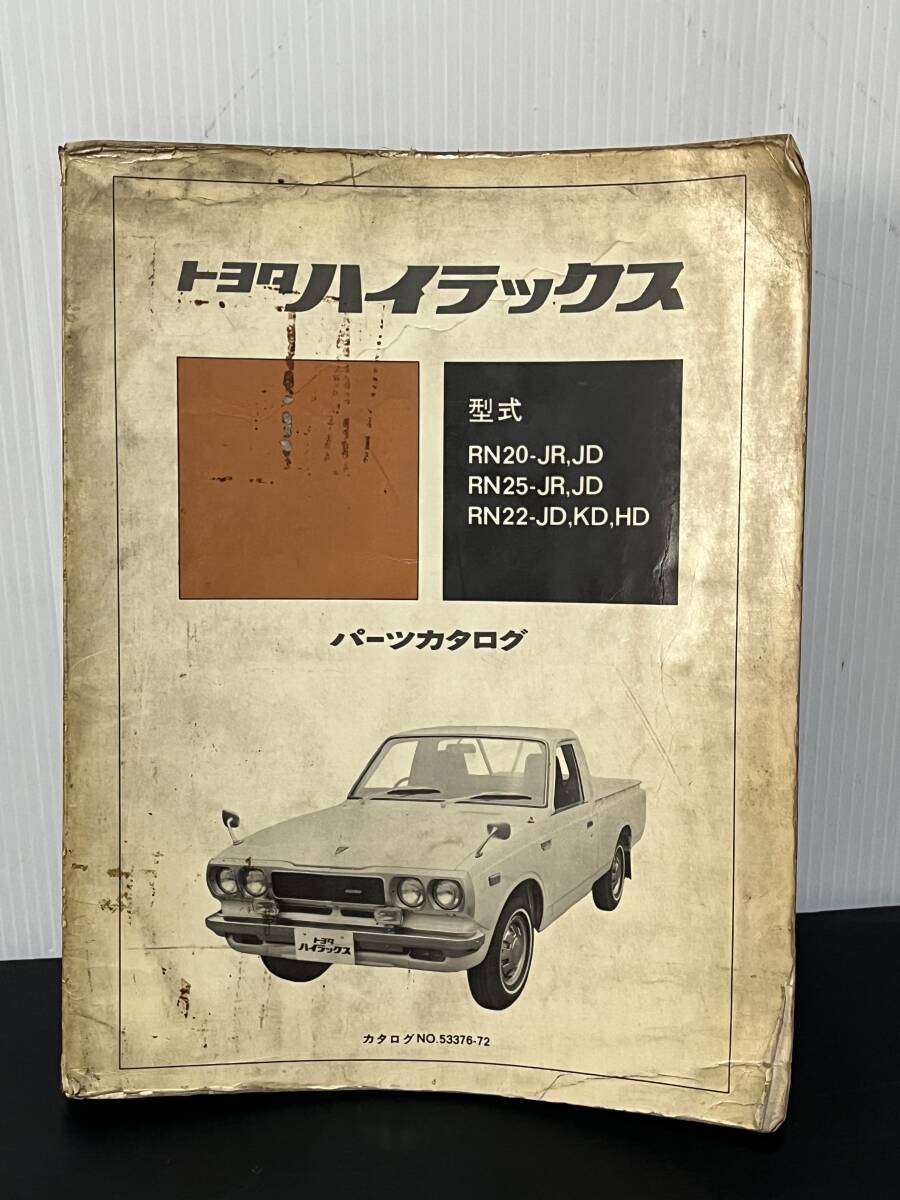 トヨタ ハイラックス
型式
RN20-JR,JD
RN25-JR,JD
RN22-JD,KD,HD
パーツカタログ
トヨタ
ハイラックス
カタログNO.53376-72